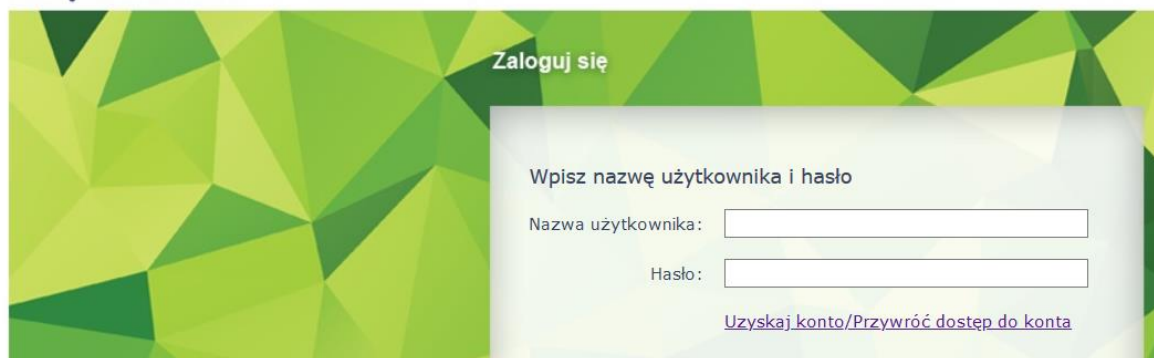 Zaloguj się
Wpisz nazwę użytkownika i hasło
Nazwa użytkownika:
Hasło:
Uzyskaj konto/Przywróć dostęp do konta